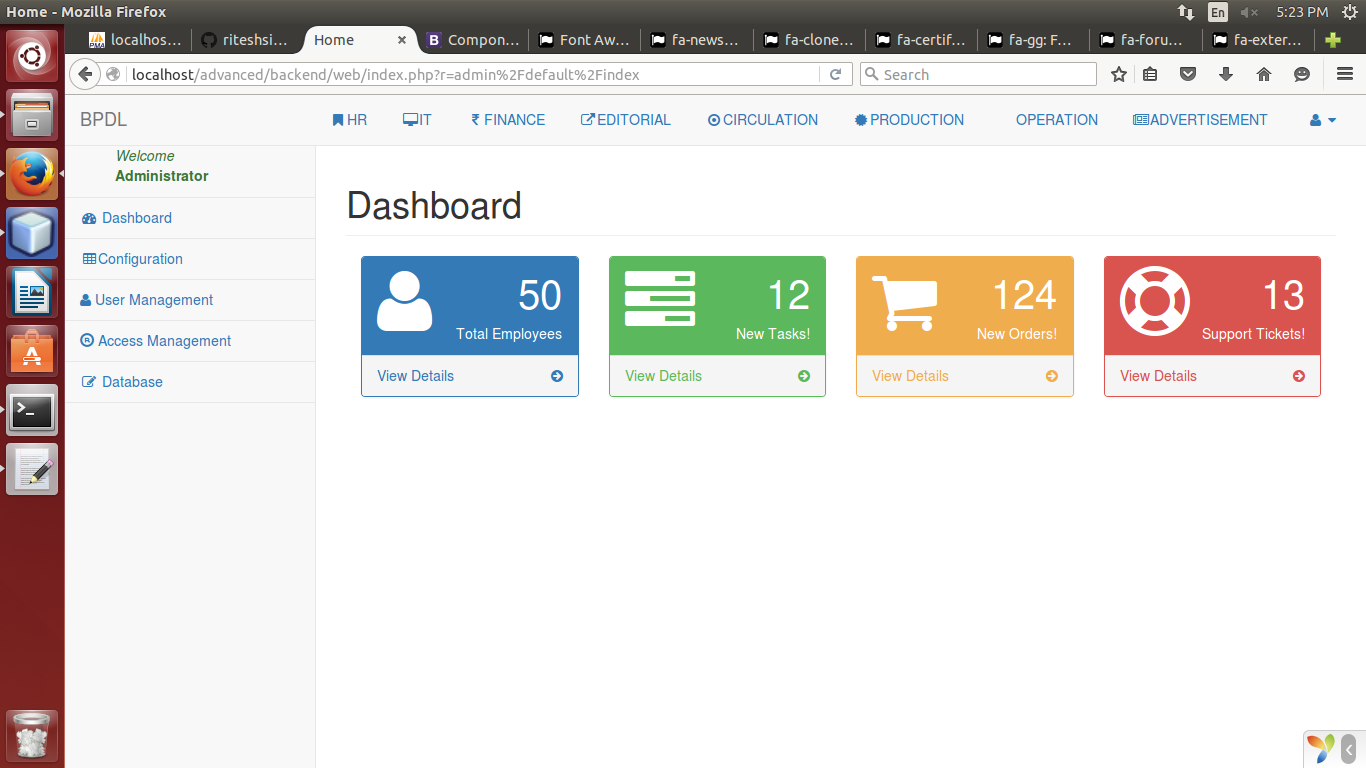 Home - Mozilla Firefox
En
5:23 PM
localhos...
riteshsi...
Home
B
Compon...
Font Aw...
fa-news...
fa-clone...
fa-certif...
fa-gg: F...
fa-foru...
fa-exter...
localhost/advanced/backend/web/index.php?r=admin%2Fdefault%2Findex
Search
BPDL
HR
IT
₹ FINANCE
EDITORIAL
CIRCULATION
PRODUCTION
OPERATION
ADVERTISEMENT
Welcome
Administrator
Dashboard
Configuration
User Management
Access Management
Database
Dashboard
50
Total Employees
View Details
12
New Tasks!
View Details
124
New Orders!
View Details
13
Support Tickets!
View Details